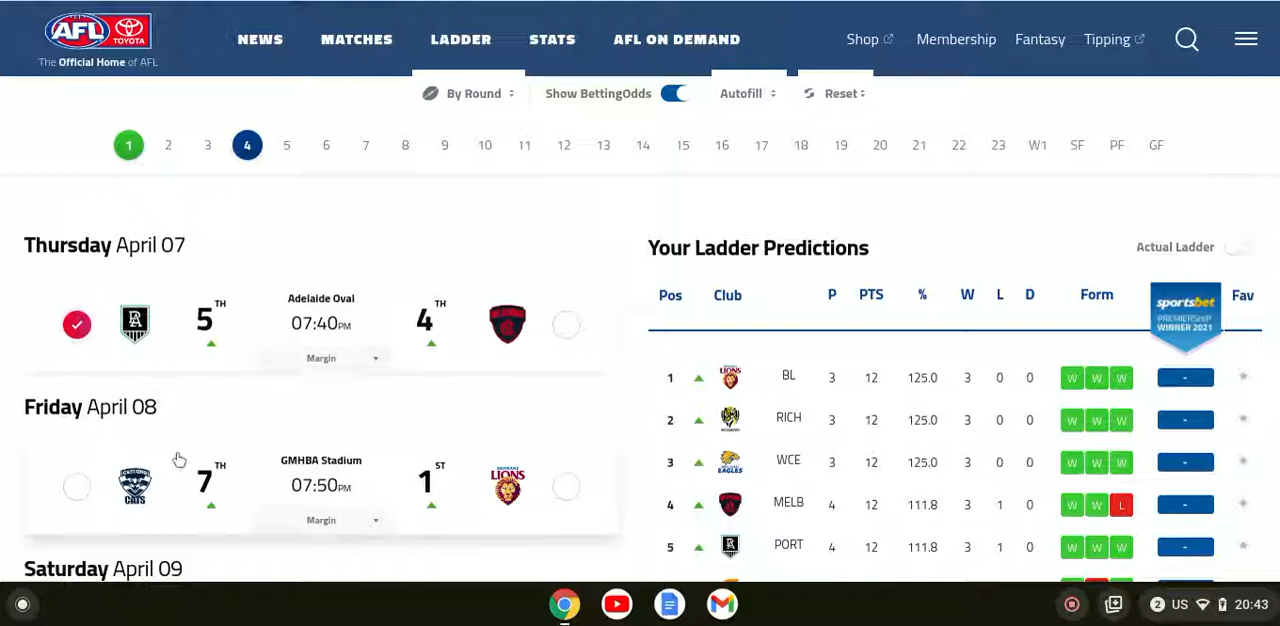 AFL TOYOTA
The Official Home of AFL
NEWS MATCHES LADDER STATS AFL ON DEMAND Shop Membership Fantasy Tipping
By Round Show BettingOdds Autofill Reset
1 2 3 4 5 6 7 8 9 10 11 12 13 14 15 16 17 18 19 20 21 22 23 W1 SF PF GF
Thursday April 07
PA 5TH Adelaide Oval 4TH
07:40PM
Margin
Friday April 08
CATS 7TH GMHBA Stadium 1ST LIONS
07:50PM
Margin
Saturday April 09
Your Ladder Predictions Actual Ladder
Pos Club P PTS % W L D Form sportsbet PREMIERSHIP WINNER 2021 Fav
1 LIONS BL 3 12 125.0 3 0 0 W W W -
2 RICH 3 12 125.0 3 0 0 W W W -
3 EAGLES WCE 3 12 125.0 3 0 0 W W W -
4 MELB 4 12 111.8 3 1 0 W W L -
5 PA PORT 4 12 111.8 3 1 0 W W W -
2 US 20:43